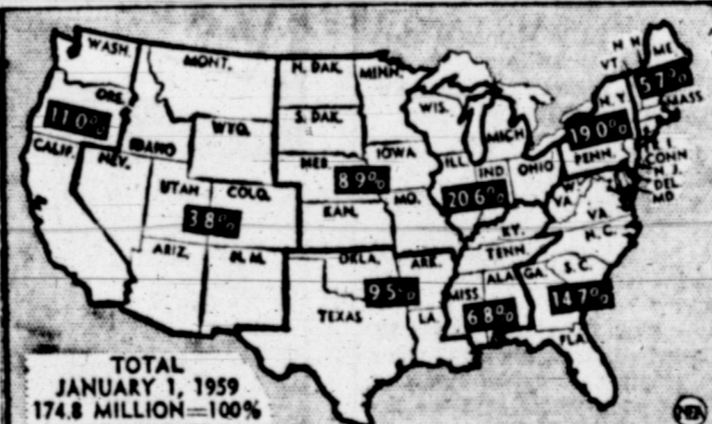 WASH.
MONT.
N. DAK.
MINN.
N. H.
VT.
ME.
5.7%
ORE.
11.0%
S. DAK.
WIS.
MICH.
N. Y.
MASS.
19.0%
R. I.
CONN.
N. J.
DEL.
MD.
IDAHO
WYO.
CALIF.
NEV.
NEB.
IOWA
8.9%
ILL.
IND.
OHIO
PENN.
20.6%
UTAH
COLO.
3.8%
KAN.
MO.
W. VA.
VA.
KY.
N. C.
TENN.
ARIZ.
N. M.
OKLA.
ARK.
9.5%
S. C.
MISS.
ALA.
GA.
14.7%
6.8%
TEXAS
LA.
FLA.
TOTAL
JANUARY 1, 1959
174.8 MILLION=100%
NEA